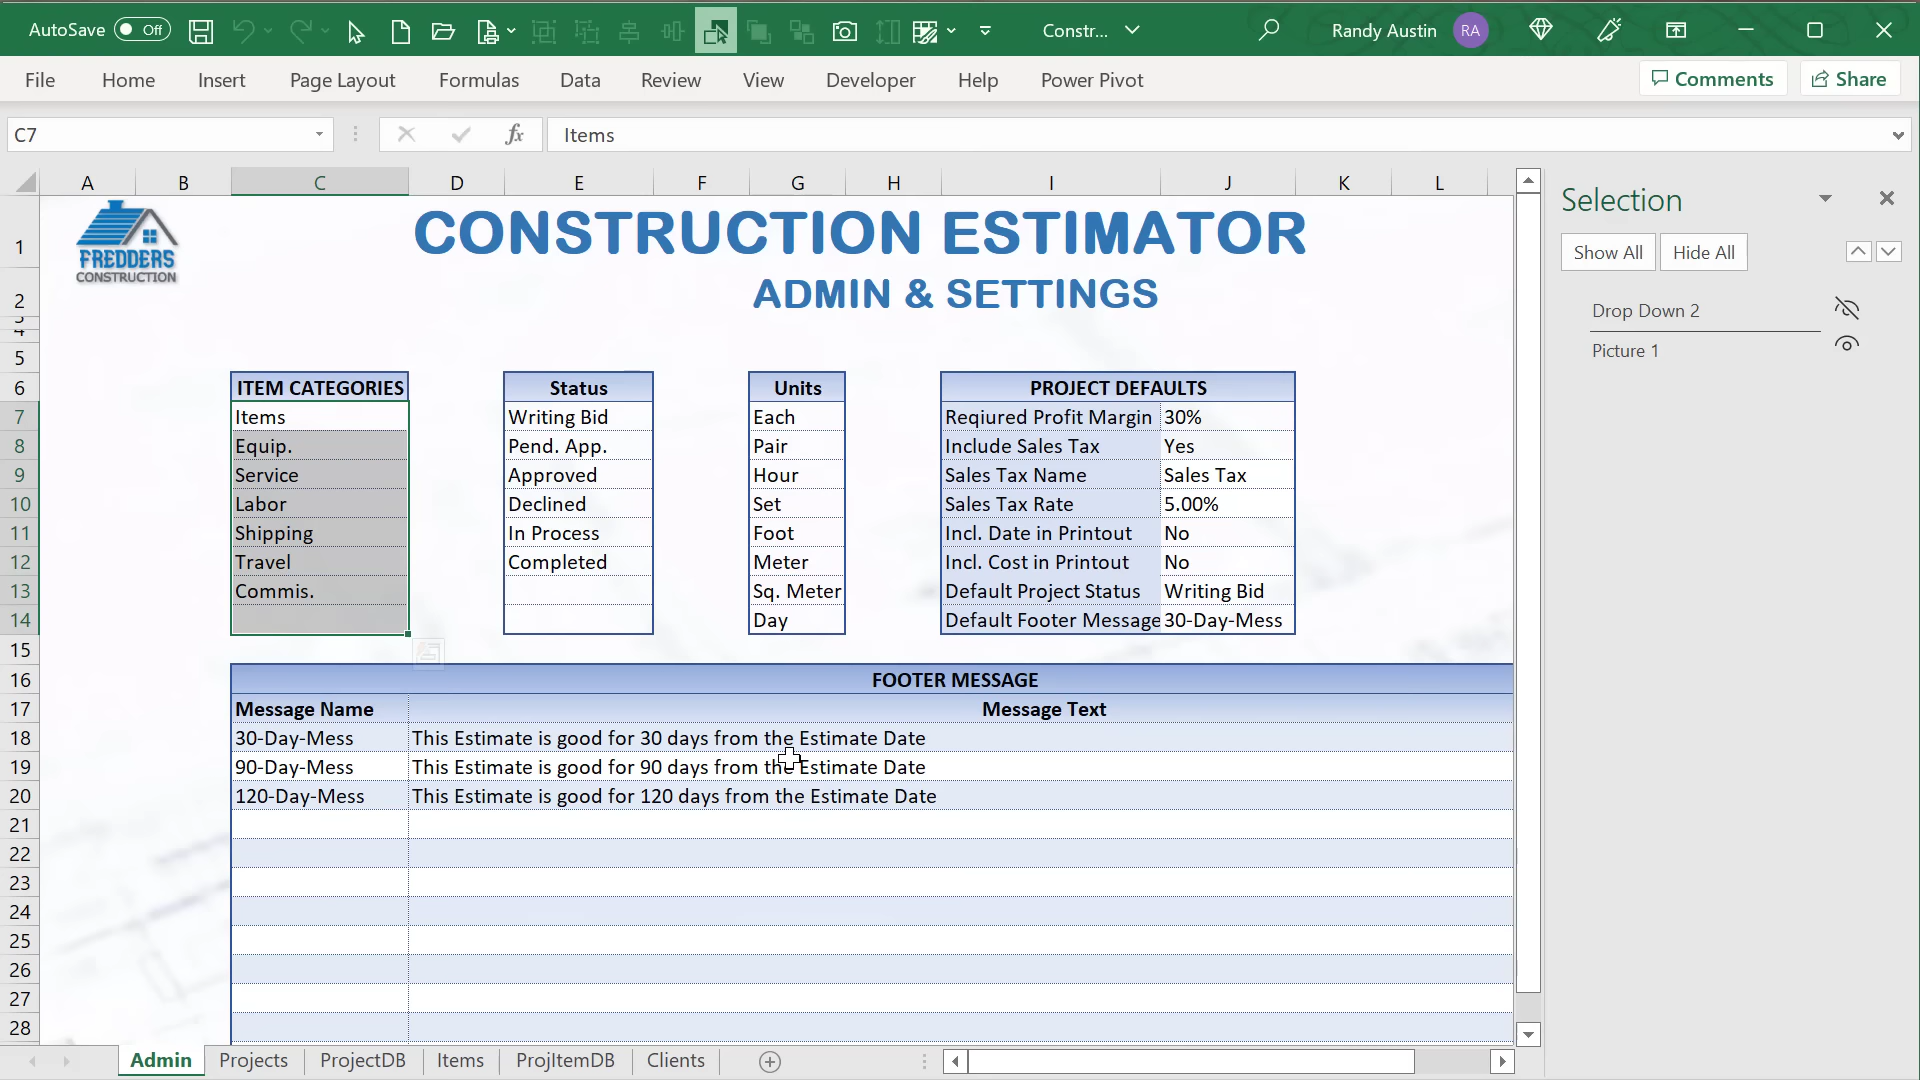 AutoSave Off Constr... Randy Austin RA
File Home Insert Page Layout Formulas Data Review View Developer Help Power Pivot Comments Share
C7 fx Items
A B C D E F G H I J K L
FREDDERS
CONSTRUCTION
1 CONSTRUCTION ESTIMATOR
2 ADMIN & SETTINGS
3
4
5
6 ITEM CATEGORIES Status Units PROJECT DEFAULTS
7 Items Writing Bid Each Reqiured Profit Margin 30%
8 Equip. Pend. App. Pair Include Sales Tax Yes
9 Service Approved Hour Sales Tax Name Sales Tax
10 Labor Declined Set Sales Tax Rate 5.00%
11 Shipping In Process Foot Incl. Date in Printout No
12 Travel Completed Meter Incl. Cost in Printout No
13 Commis. Sq. Meter Default Project Status Writing Bid
14 Day Default Footer Message 30-Day-Mess
15
16 FOOTER MESSAGE
17 Message Name Message Text
18 30-Day-Mess This Estimate is good for 30 days from the Estimate Date
19 90-Day-Mess This Estimate is good for 90 days from the Estimate Date
20 120-Day-Mess This Estimate is good for 120 days from the Estimate Date
21
22
23
24
25
26
27
28
Admin Projects ProjectDB Items ProjItemDB Clients
Selection
Show All Hide All
Drop Down 2
Picture 1